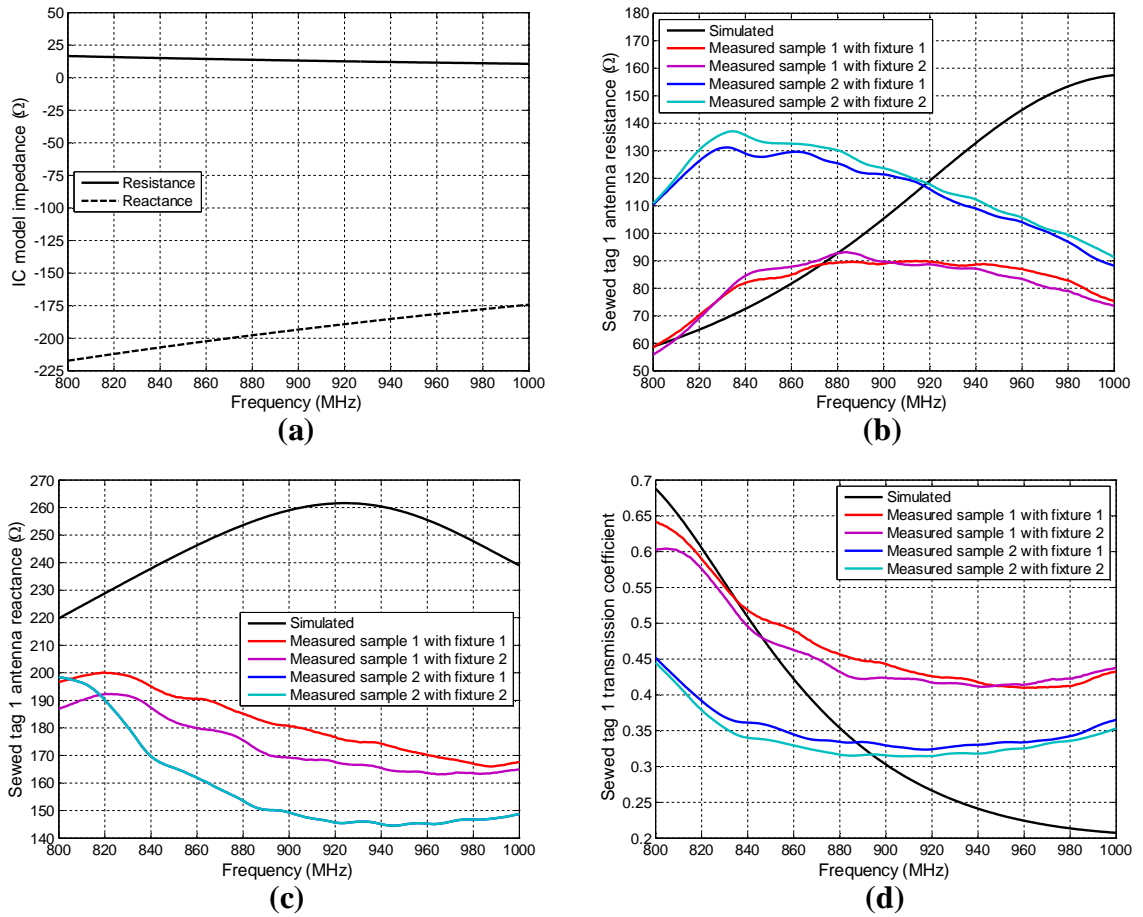 50
25
0
-25
-50
-75
-100
-125
-150
-175
-200
-225
IC model impedance (Ω)
Resistance
Reactance
800 820 840 860 880 900 920 940 960 980 1000
Frequency (MHz)
(a)
180
170
160
150
140
130
120
110
100
90
80
70
60
50
Sewed tag 1 antenna resistance (Ω)
Simulated
Measured sample 1 with fixture 1
Measured sample 1 with fixture 2
Measured sample 2 with fixture 1
Measured sample 2 with fixture 2
800 820 840 860 880 900 920 940 960 980 1000
Frequency (MHz)
(b)
270
260
250
240
230
220
210
200
190
180
170
160
150
140
Sewed tag 1 antenna reactance (Ω)
Simulated
Measured sample 1 with fixture 1
Measured sample 1 with fixture 2
Measured sample 2 with fixture 1
Measured sample 2 with fixture 2
800 820 840 860 880 900 920 940 960 980 1000
Frequency (MHz)
(c)
0.7
0.65
0.6
0.55
0.5
0.45
0.4
0.35
0.3
0.25
0.2
Sewed tag 1 transmission coefficient
Simulated
Measured sample 1 with fixture 1
Measured sample 1 with fixture 2
Measured sample 2 with fixture 1
Measured sample 2 with fixture 2
800 820 840 860 880 900 920 940 960 980 1000
Frequency (MHz)
(d)